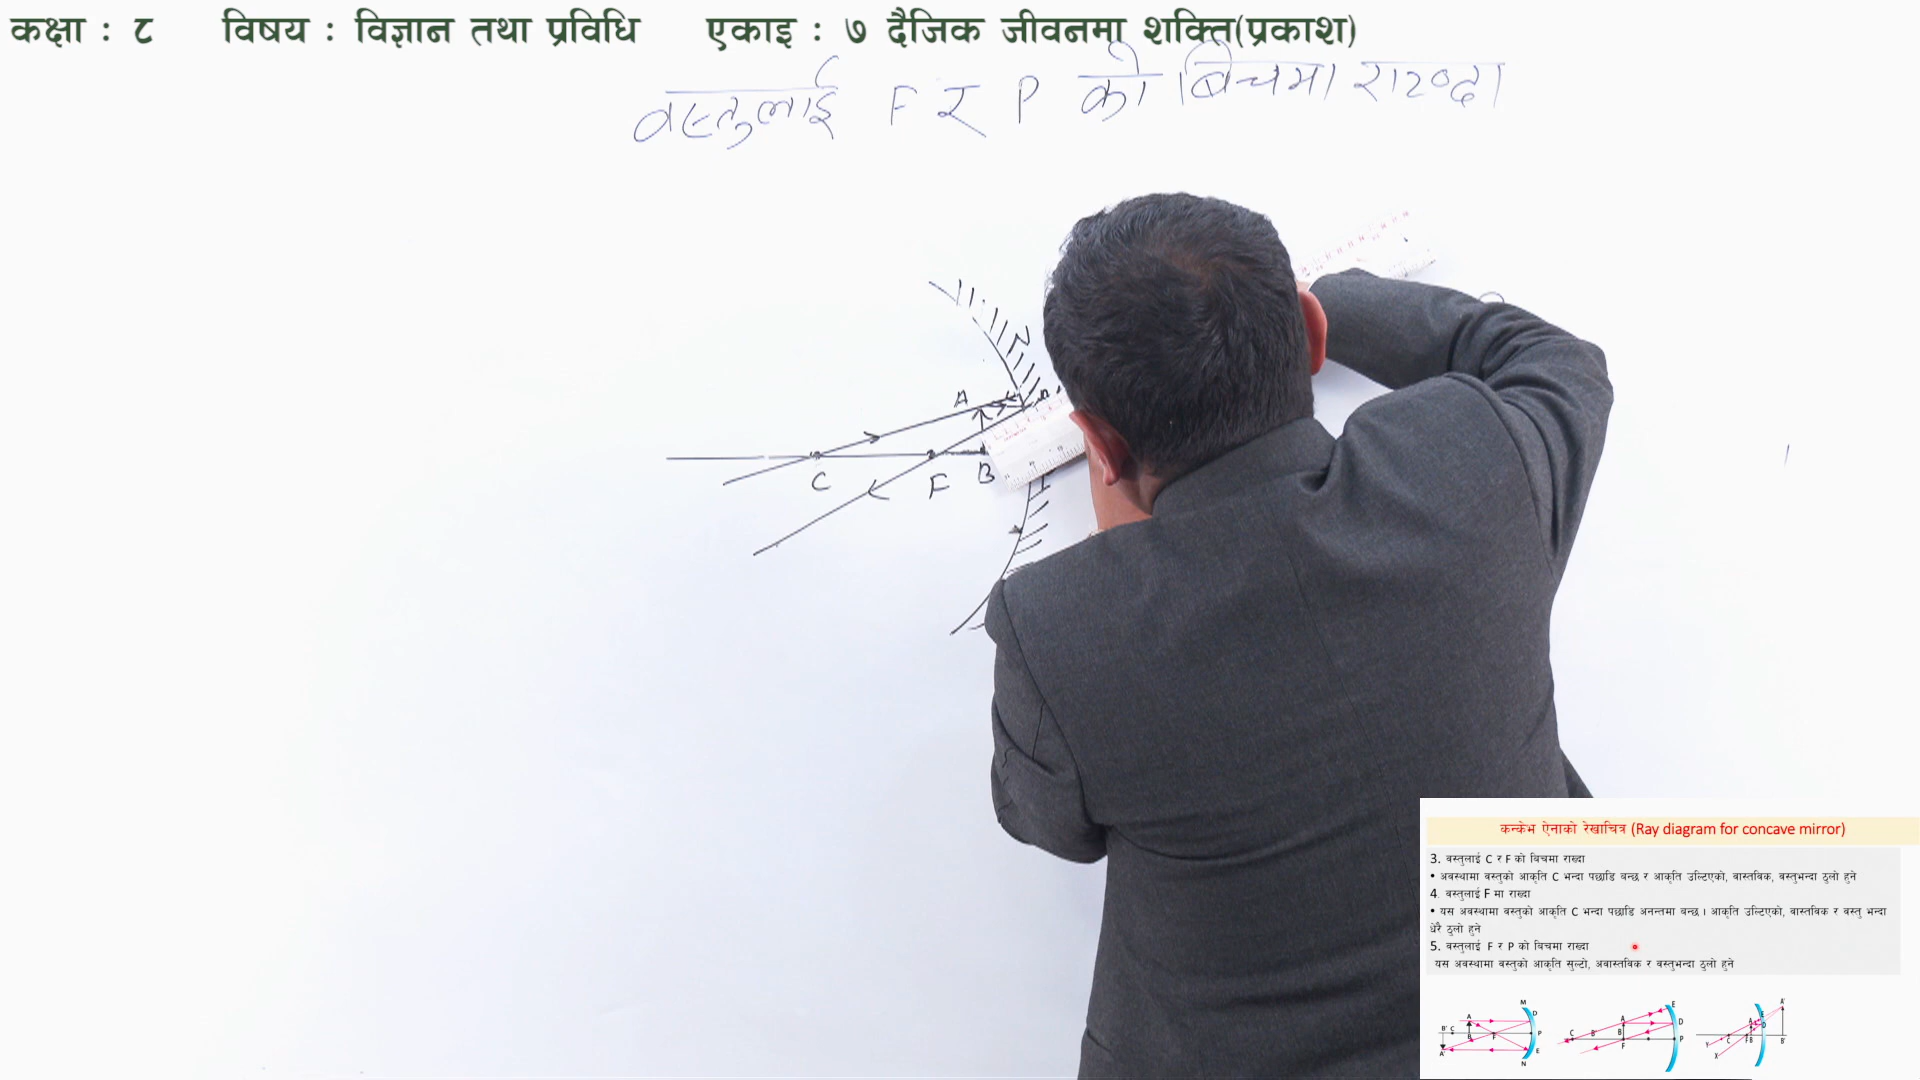 कक्षा : ८ विषय : विज्ञान तथा प्रविधि एकाइ : ७ दैजिक जीवनमा शक्ति(प्रकाश)
वस्तुलाई F र P को बिचमा राख्दा
A
C F B
कन्केभ ऐनाको रेखाचित्र (Ray diagram for concave mirror)
3. वस्तुलाई C र F को बिचमा राख्दा
• अवस्थामा वस्तुको आकृति C भन्दा पछाडि बन्छ र आकृति उल्टिएको, वास्तविक, वस्तुभन्दा ठुलो हुने
4. वस्तुलाई F मा राख्दा
• यस अवस्थामा वस्तुको आकृति C भन्दा पछाडि अनन्तमा बन्छ । आकृति उल्टिएको, वास्तविक र वस्तु भन्दा
धेरै ठुलो हुने
5. वस्तुलाई F र P को बिचमा राख्दा
यस अवस्थामा वस्तुको आकृति सुल्टो, अवास्तविक र वस्तुभन्दा ठुलो हुने
M
A D
B' C B F P
A' E
N
E
A D
C B B P
F
A'
A E
D
Y C F B B'
X